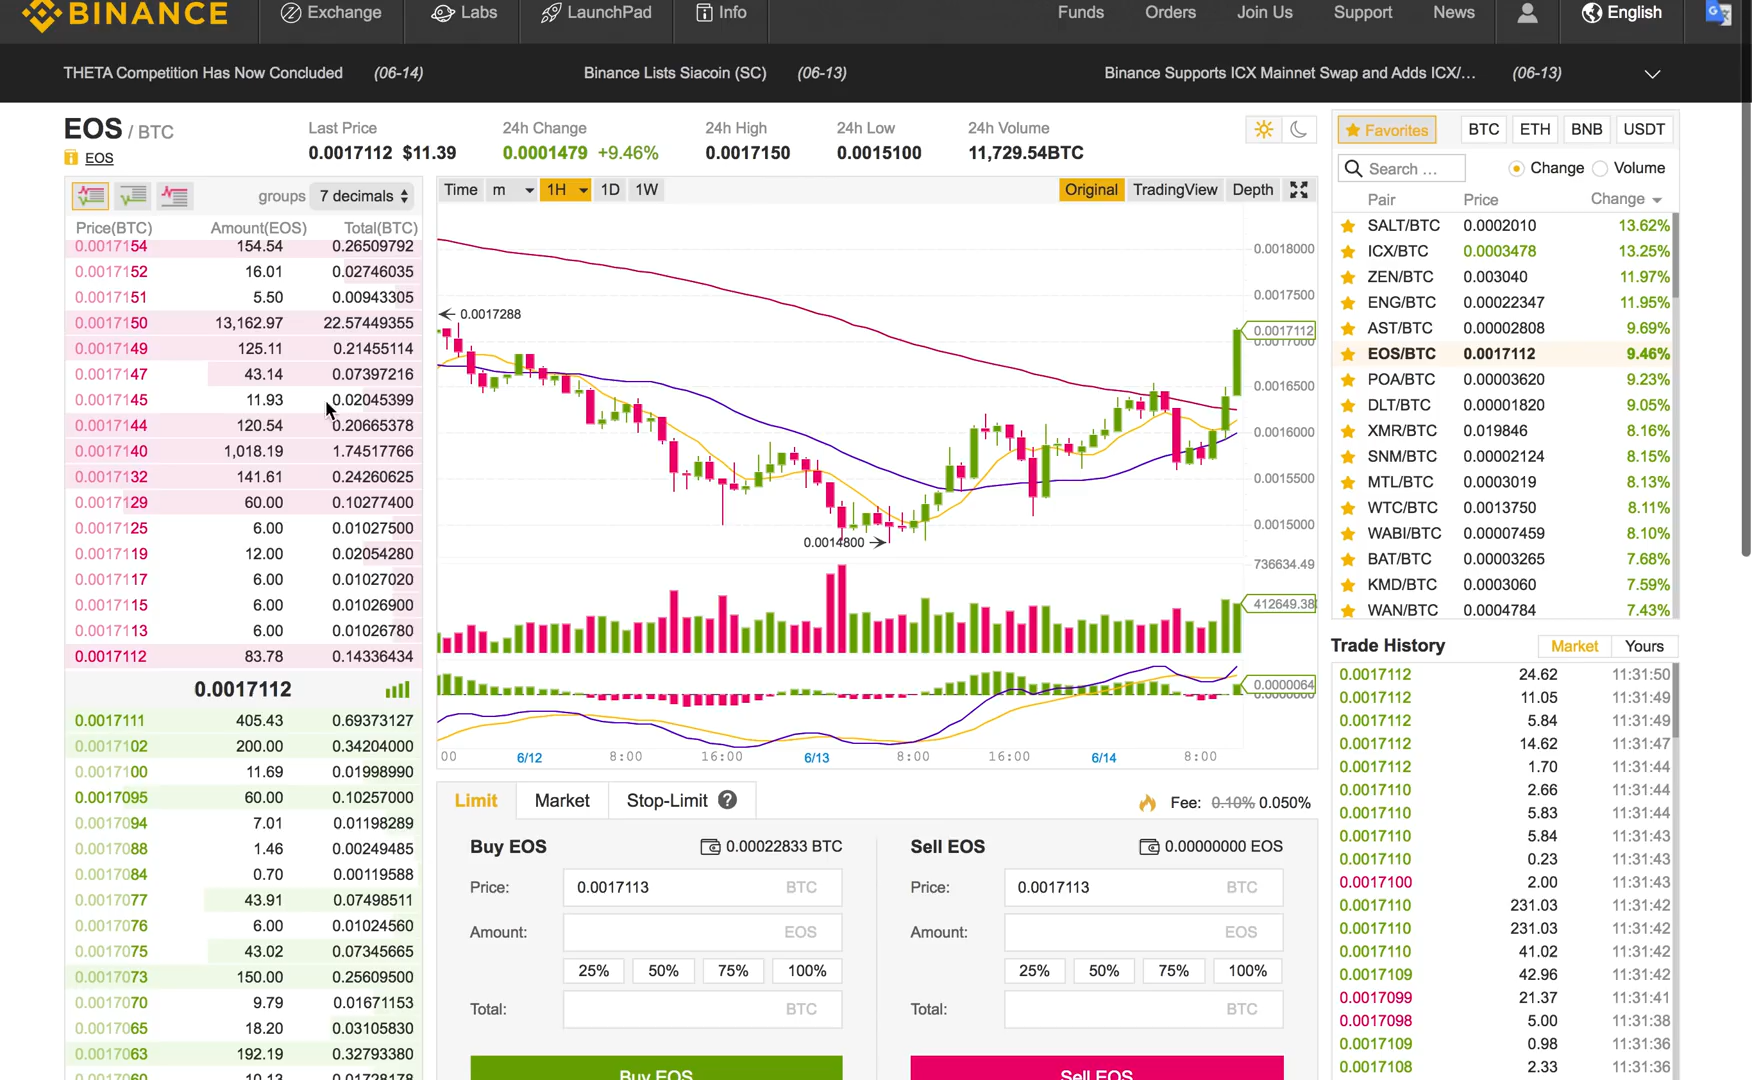 BINANCE
Exchange
Labs
LaunchPad
Info
Funds
Orders
Join Us
Support
News
English
THETA Competition Has Now Concluded (06-14)
Binance Lists Siacoin (SC) (06-13)
Binance Supports ICX Mainnet Swap and Adds ICX/… (06-13)
EOS / BTC
EOS
Last Price
0.0017112 $11.39
24h Change
0.0001479 +9.46%
24h High
0.0017150
24h Low
0.0015100
24h Volume
11,729.54BTC
groups 7 decimals
Price(BTC) Amount(EOS) Total(BTC)
0.0017154 154.54 0.26509792
0.0017152 16.01 0.02746035
0.0017151 5.50 0.00943305
0.0017150 13,162.97 22.57449355
0.0017149 125.11 0.21455114
0.0017147 43.14 0.07397216
0.0017145 11.93 0.02045399
0.0017144 120.54 0.20665378
0.0017140 1,018.19 1.74517766
0.0017132 141.61 0.24260625
0.0017129 60.00 0.10277400
0.0017125 6.00 0.01027500
0.0017119 12.00 0.02054280
0.0017117 6.00 0.01027020
0.0017115 6.00 0.01026900
0.0017113 6.00 0.01026780
0.0017112 83.78 0.14336434
0.0017112
0.0017111 405.43 0.69373127
0.0017102 200.00 0.34204000
0.0017100 11.69 0.01998990
0.0017095 60.00 0.10257000
0.0017094 7.01 0.01198289
0.0017088 1.46 0.00249485
0.0017084 0.70 0.00119588
0.0017077 43.91 0.07498511
0.0017076 6.00 0.01024560
0.0017075 43.02 0.07345665
0.0017073 150.00 0.25609500
0.0017070 9.79 0.01671153
0.0017065 18.20 0.03105830
0.0017063 192.19 0.32793380
0.0017060 10.13 0.01728178
Time m 1H 1D 1W
Original TradingView Depth
0.0018000
0.0017500
0.0017288
0.0017112
0.0017000
0.0016500
0.0016000
0.0015500
0.0015000
0.0014800
736634.49
412649.38
0.0000064
00 6/12 8:00 16:00 6/13 8:00 16:00 6/14 8:00
Limit Market Stop-Limit ?
Fee: 0.10% 0.050%
Buy EOS 0.00022833 BTC
Price: 0.0017113 BTC
Amount: EOS
25% 50% 75% 100%
Total: BTC
Buy EOS
Sell EOS 0.00000000 EOS
Price: 0.0017113 BTC
Amount: EOS
25% 50% 75% 100%
Total: BTC
Sell EOS
Favorites BTC ETH BNB USDT
Search … Change Volume
Pair Price Change
SALT/BTC 0.0002010 13.62%
ICX/BTC 0.0003478 13.25%
ZEN/BTC 0.003040 11.97%
ENG/BTC 0.00022347 11.95%
AST/BTC 0.00002808 9.69%
EOS/BTC 0.0017112 9.46%
POA/BTC 0.00003620 9.23%
DLT/BTC 0.00001820 9.05%
XMR/BTC 0.019846 8.16%
SNM/BTC 0.00002124 8.15%
MTL/BTC 0.0003019 8.13%
WTC/BTC 0.0013750 8.11%
WABI/BTC 0.00007459 8.10%
BAT/BTC 0.00003265 7.68%
KMD/BTC 0.0003060 7.59%
WAN/BTC 0.0004784 7.43%
Trade History Market Yours
0.0017112 24.62 11:31:50
0.0017112 11.05 11:31:49
0.0017112 5.84 11:31:49
0.0017112 14.62 11:31:47
0.0017112 1.70 11:31:44
0.0017110 2.66 11:31:44
0.0017110 5.83 11:31:44
0.0017110 5.84 11:31:43
0.0017110 0.23 11:31:43
0.0017100 2.00 11:31:43
0.0017110 231.03 11:31:42
0.0017110 231.03 11:31:42
0.0017110 41.02 11:31:42
0.0017109 42.96 11:31:42
0.0017099 21.37 11:31:41
0.0017098 5.00 11:31:38
0.0017109 0.98 11:31:36
0.0017108 2.33 11:31:36